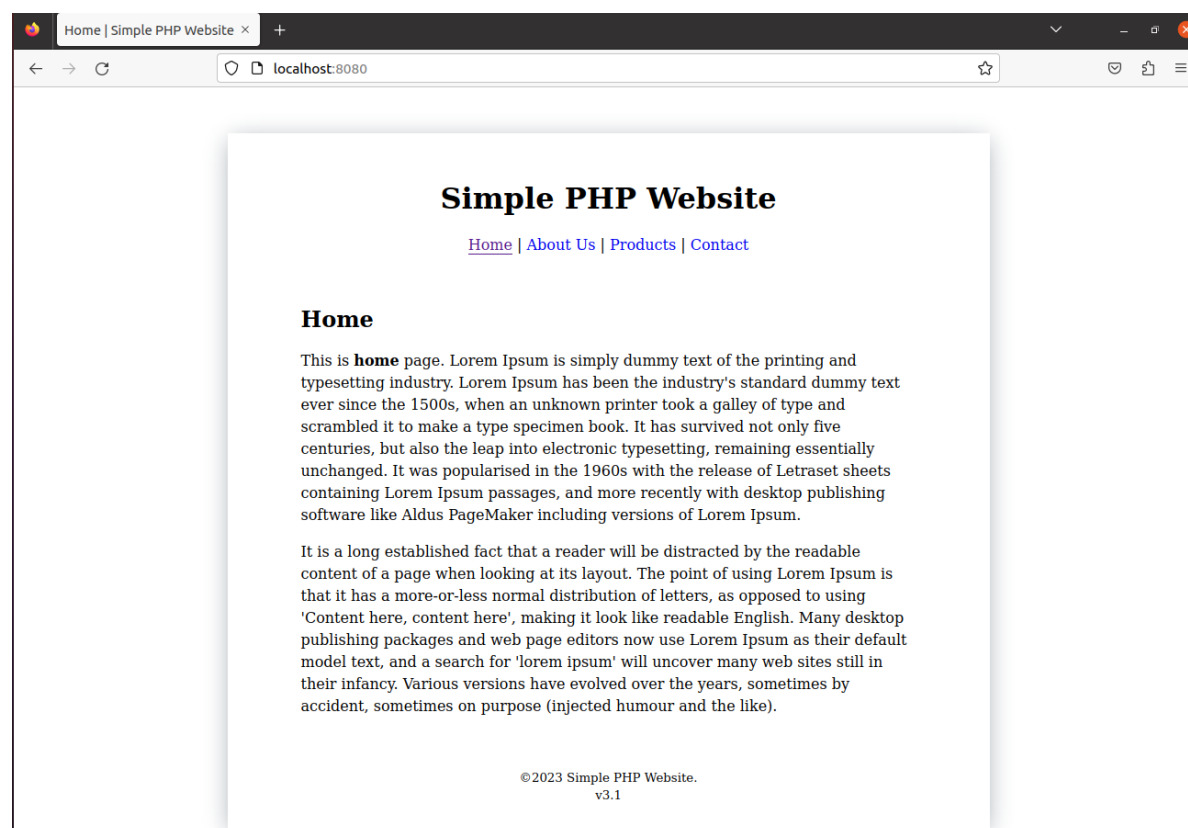 Home | Simple PHP Website
localhost:8080
Simple PHP Website
Home | About Us | Products | Contact
Home
This is home page. Lorem Ipsum is simply dummy text of the printing and
typesetting industry. Lorem Ipsum has been the industry's standard dummy text
ever since the 1500s, when an unknown printer took a galley of type and
scrambled it to make a type specimen book. It has survived not only five
centuries, but also the leap into electronic typesetting, remaining essentially
unchanged. It was popularised in the 1960s with the release of Letraset sheets
containing Lorem Ipsum passages, and more recently with desktop publishing
software like Aldus PageMaker including versions of Lorem Ipsum.
It is a long established fact that a reader will be distracted by the readable
content of a page when looking at its layout. The point of using Lorem Ipsum is
that it has a more-or-less normal distribution of letters, as opposed to using
'Content here, content here', making it look like readable English. Many desktop
publishing packages and web page editors now use Lorem Ipsum as their default
model text, and a search for 'lorem ipsum' will uncover many web sites still in
their infancy. Various versions have evolved over the years, sometimes by
accident, sometimes on purpose (injected humour and the like).
©2023 Simple PHP Website.
v3.1